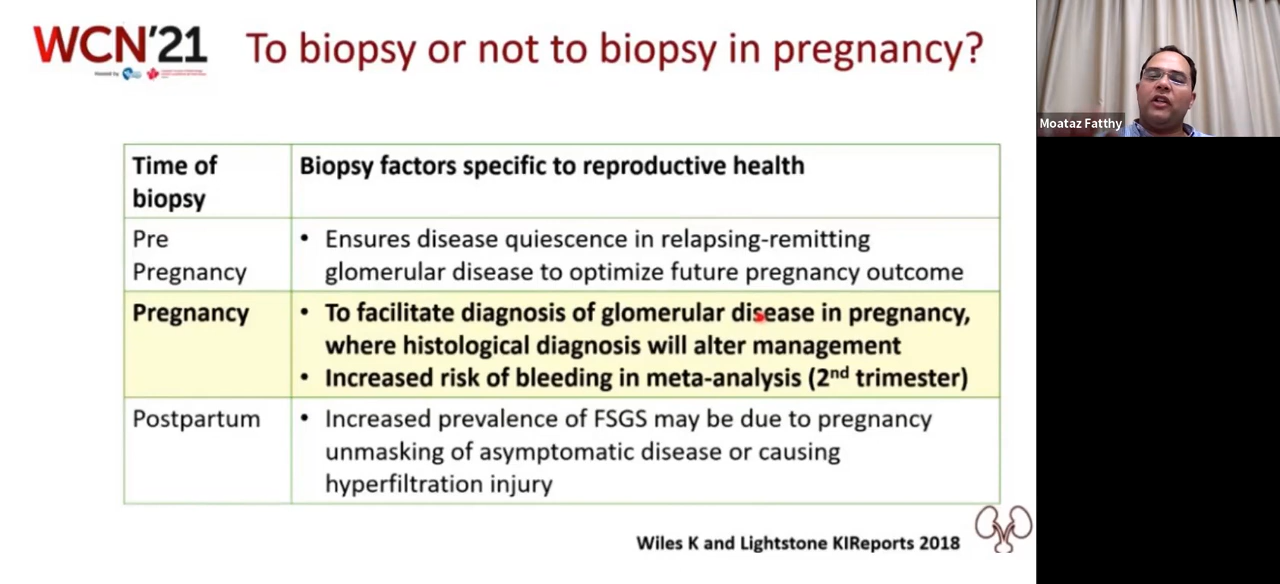 WCN'21
To biopsy or not to biopsy in pregnancy?
Hosted by
Moataz Fatthy
Time of
biopsy
Biopsy factors specific to reproductive health
Pre
Pregnancy
• Ensures disease quiescence in relapsing-remitting
glomerular disease to optimize future pregnancy outcome
Pregnancy
• To facilitate diagnosis of glomerular disease in pregnancy,
where histological diagnosis will alter management
• Increased risk of bleeding in meta-analysis (2nd trimester)
Postpartum
• Increased prevalence of FSGS may be due to pregnancy
unmasking of asymptomatic disease or causing
hyperfiltration injury
Wiles K and Lightstone KIReports 2018